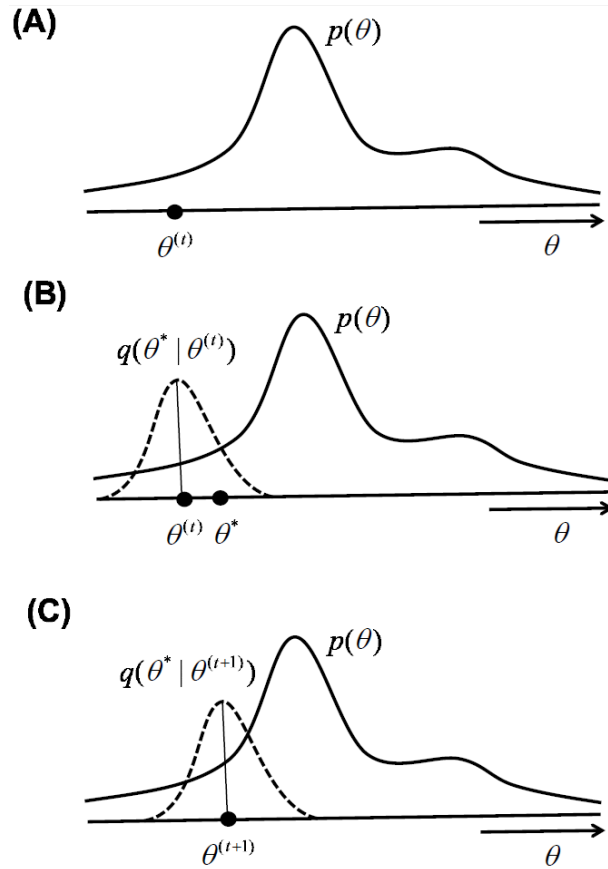 (A)
p(θ)
θ^(t)
θ
(B)
p(θ)
q(θ* | θ^(t))
θ^(t) θ*
θ
(C)
p(θ)
q(θ* | θ^(t+1))
θ^(t+1)
θ